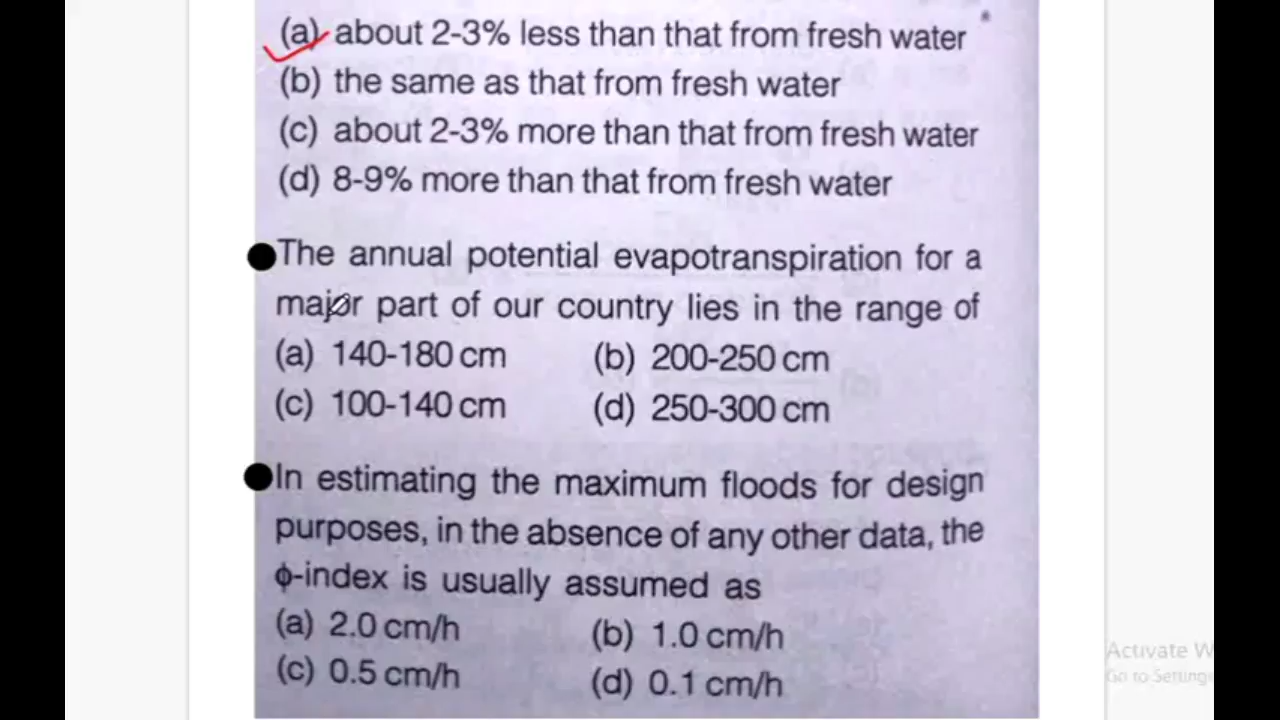 (a) about 2-3% less than that from fresh water
(b) the same as that from fresh water
(c) about 2-3% more than that from fresh water
(d) 8-9% more than that from fresh water
The annual potential evapotranspiration for a
major part of our country lies in the range of
(a) 140-180 cm (b) 200-250 cm
(c) 100-140 cm (d) 250-300 cm
In estimating the maximum floods for design
purposes, in the absence of any other data, the
ϕ-index is usually assumed as
(a) 2.0 cm/h (b) 1.0 cm/h
(c) 0.5 cm/h (d) 0.1 cm/h
Activate W
Go to Setting